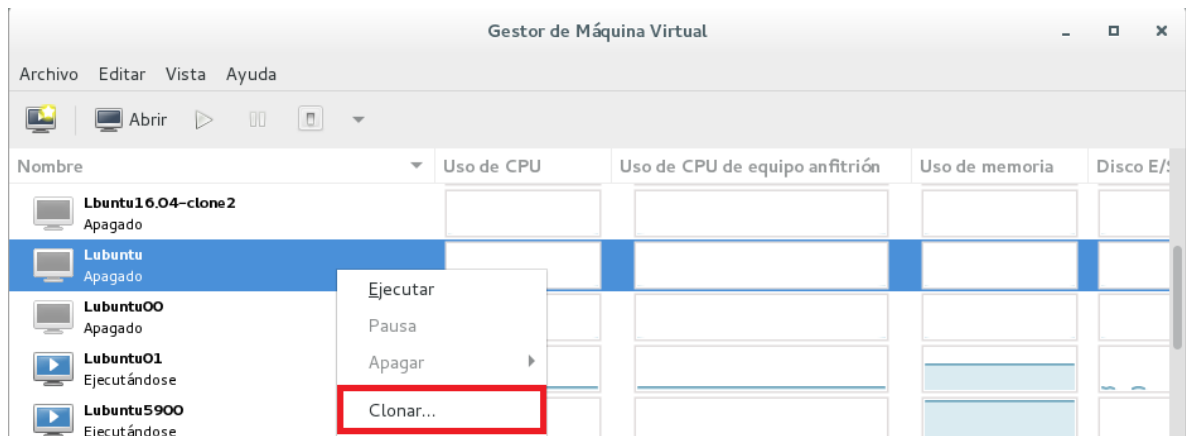 Gestor de Máquina Virtual
Archivo Editar Vista Ayuda
Abrir
Nombre Uso de CPU Uso de CPU de equipo anfitrión Uso de memoria Disco E/S
Lbuntu16.04-clone2
Apagado
Lubuntu
Apagado
Ejecutar
Lubuntu00
Apagado
Pausa
Lubuntu01
Ejecutándose
Apagar
Lubuntu5900
Ejecutándose
Clonar...